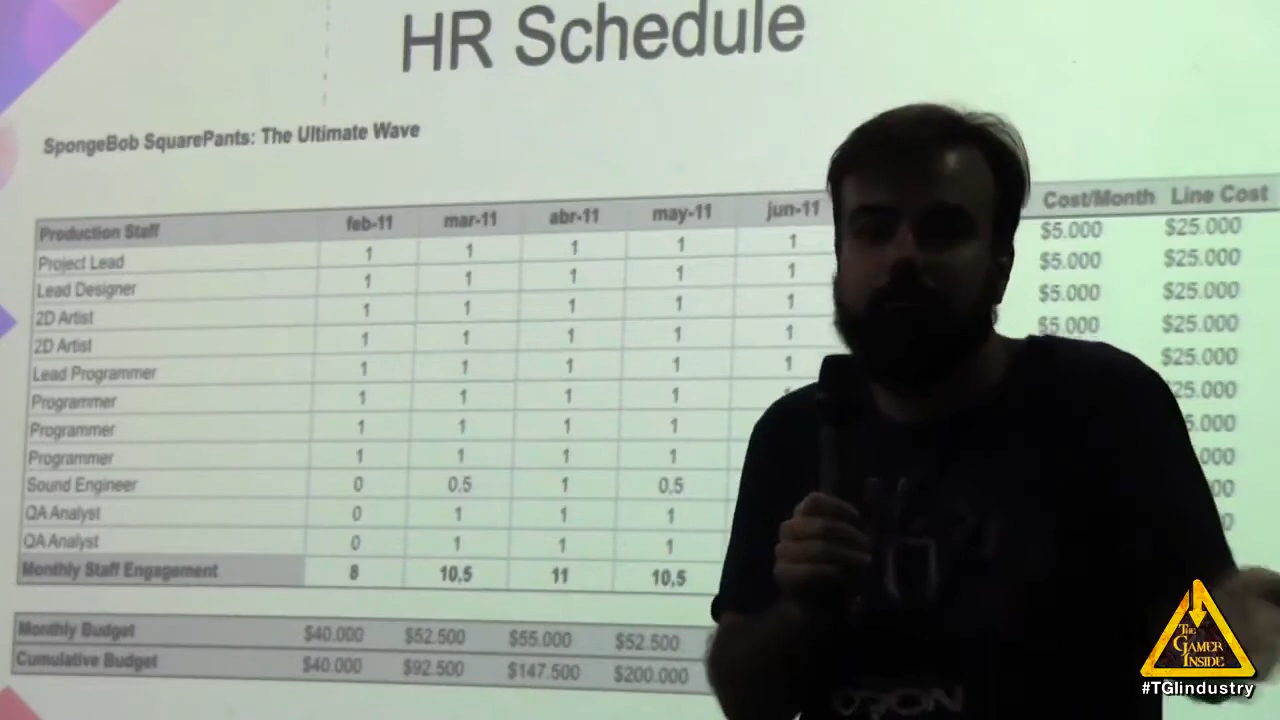 HR Schedule
SpongeBob SquarePants: The Ultimate Wave
Production Staff feb-11 mar-11 abr-11 may-11 jun-11 Cost/Month Line Cost
Project Lead 1 1 1 1 1 $5.000 $25.000
Lead Designer 1 1 1 1 1 $5.000 $25.000
2D Artist 1 1 1 1 1 $5.000 $25.000
2D Artist 1 1 1 1 1 $5.000 $25.000
Lead Programmer 1 1 1 1 1 $25.000
Programmer 1 1 1 1
Programmer 1 1 1 1
Programmer 1 1 1 1
Sound Engineer 0 0.5 1 0.5
QA Analyst 0 1 1 1
QA Analyst 0 1 1 1
Monthly Staff Engagement 8 10,5 11 10,5
Monthly Budget $40.000 $52.500 $55.000 $52.500
Cumulative Budget $40.000 $92.500 $147.500 $200.000
The
Gamer
Inside
#TGIindustry